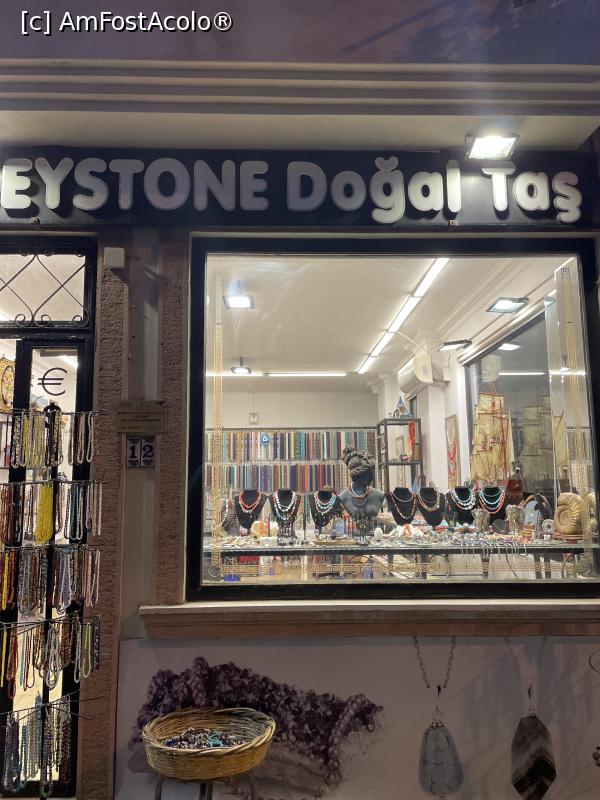 [c] AmFostAcolo®
EYSTONE Doğal Taş
€
12